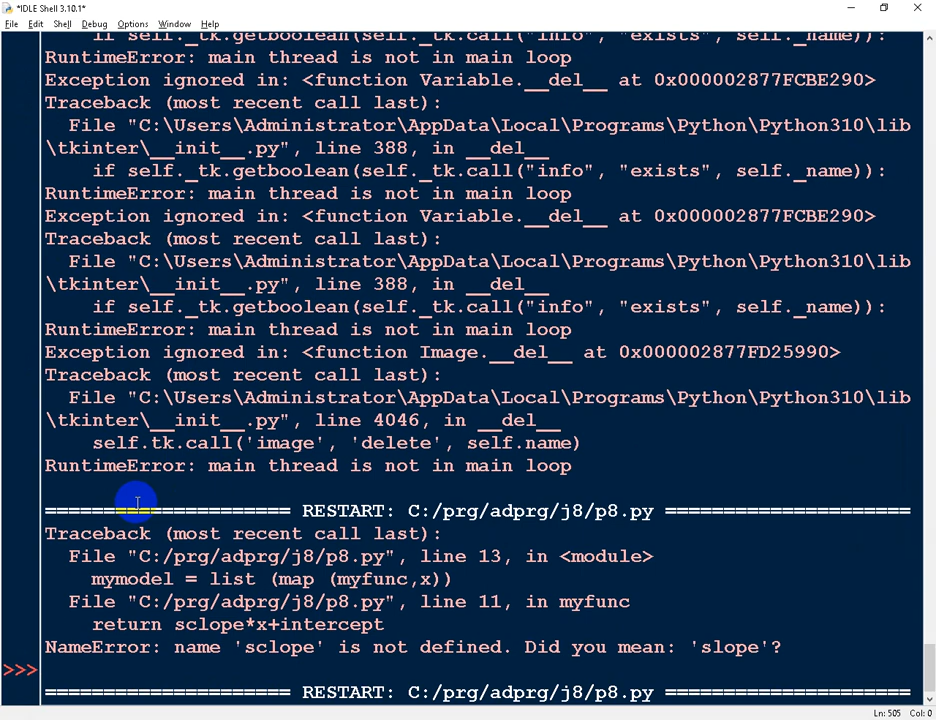 *IDLE Shell 3.10.1*
File Edit Shell Debug Options Window Help
if self._tk.getboolean(self._tk.call("info", "exists", self._name)):
RuntimeError: main thread is not in main loop
Exception ignored in: <function Variable.__del__ at 0x000002877FCBE290>
Traceback (most recent call last):
File "C:\Users\Administrator\AppData\Local\Programs\Python\Python310\lib
\tkinter\__init__.py", line 388, in __del__
if self._tk.getboolean(self._tk.call("info", "exists", self._name)):
RuntimeError: main thread is not in main loop
Exception ignored in: <function Variable.__del__ at 0x000002877FCBE290>
Traceback (most recent call last):
File "C:\Users\Administrator\AppData\Local\Programs\Python\Python310\lib
\tkinter\__init__.py", line 388, in __del__
if self._tk.getboolean(self._tk.call("info", "exists", self._name)):
RuntimeError: main thread is not in main loop
Exception ignored in: <function Image.__del__ at 0x000002877FD25990>
Traceback (most recent call last):
File "C:\Users\Administrator\AppData\Local\Programs\Python\Python310\lib
\tkinter\__init__.py", line 4046, in __del__
self.tk.call('image', 'delete', self.name)
RuntimeError: main thread is not in main loop
===================== RESTART: C:/prg/adprg/j8/p8.py =====================
Traceback (most recent call last):
File "C:/prg/adprg/j8/p8.py", line 13, in <module>
mymodel = list (map (myfunc,x))
File "C:/prg/adprg/j8/p8.py", line 11, in myfunc
return sclope*x+intercept
NameError: name 'sclope' is not defined. Did you mean: 'slope'?
>>>
===================== RESTART: C:/prg/adprg/j8/p8.py =====================
Ln: 505 Col: 0